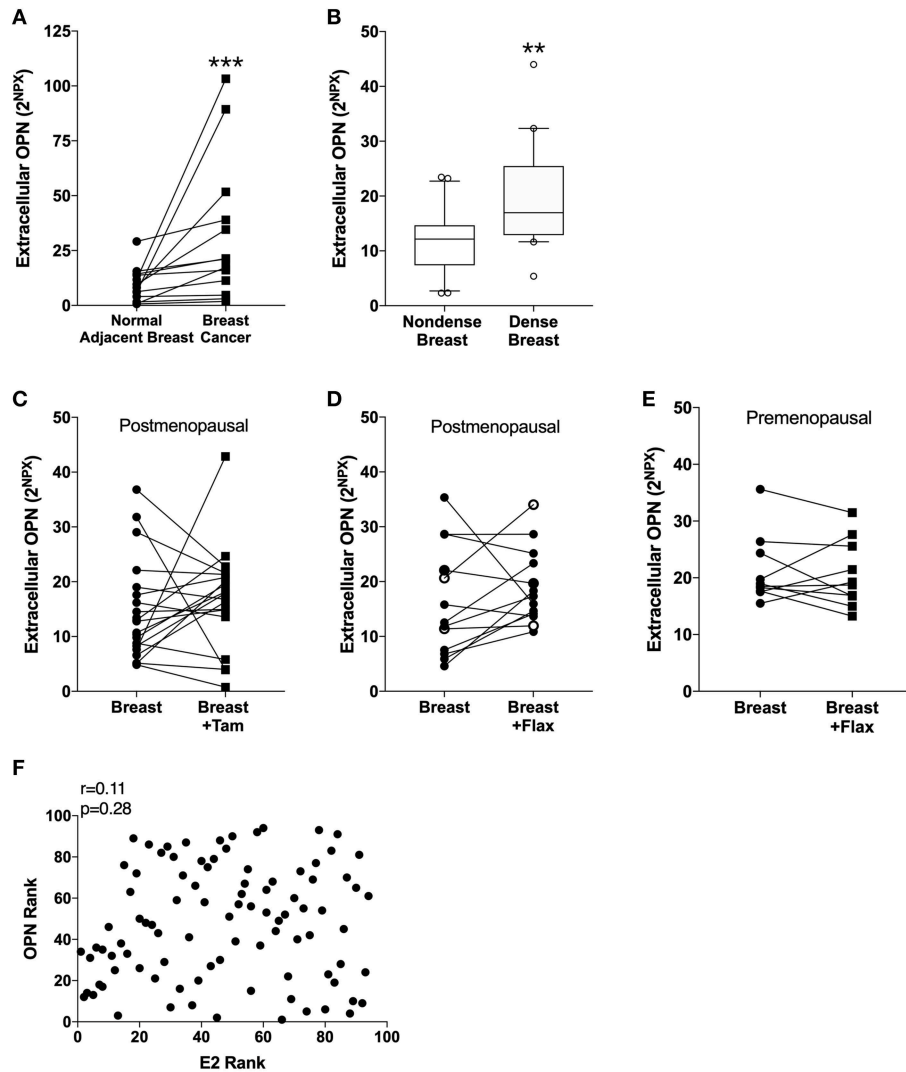 A
Extracellular OPN (2^NPX)
125
100
75
50
25
0
***
Normal
Adjacent Breast
Breast
Cancer
B
Extracellular OPN (2^NPX)
50
40
30
20
10
0
**
Nondense
Breast
Dense
Breast
C
Extracellular OPN (2^NPX)
50
40
30
20
10
0
Postmenopausal
Breast
Breast
+Tam
D
Extracellular OPN (2^NPX)
50
40
30
20
10
0
Postmenopausal
Breast
Breast
+Flax
E
Extracellular OPN (2^NPX)
50
40
30
20
10
0
Premenopausal
Breast
Breast
+Flax
F
r=0.11
p=0.28
OPN Rank
100
80
60
40
20
0
0 20 40 60 80 100
E2 Rank